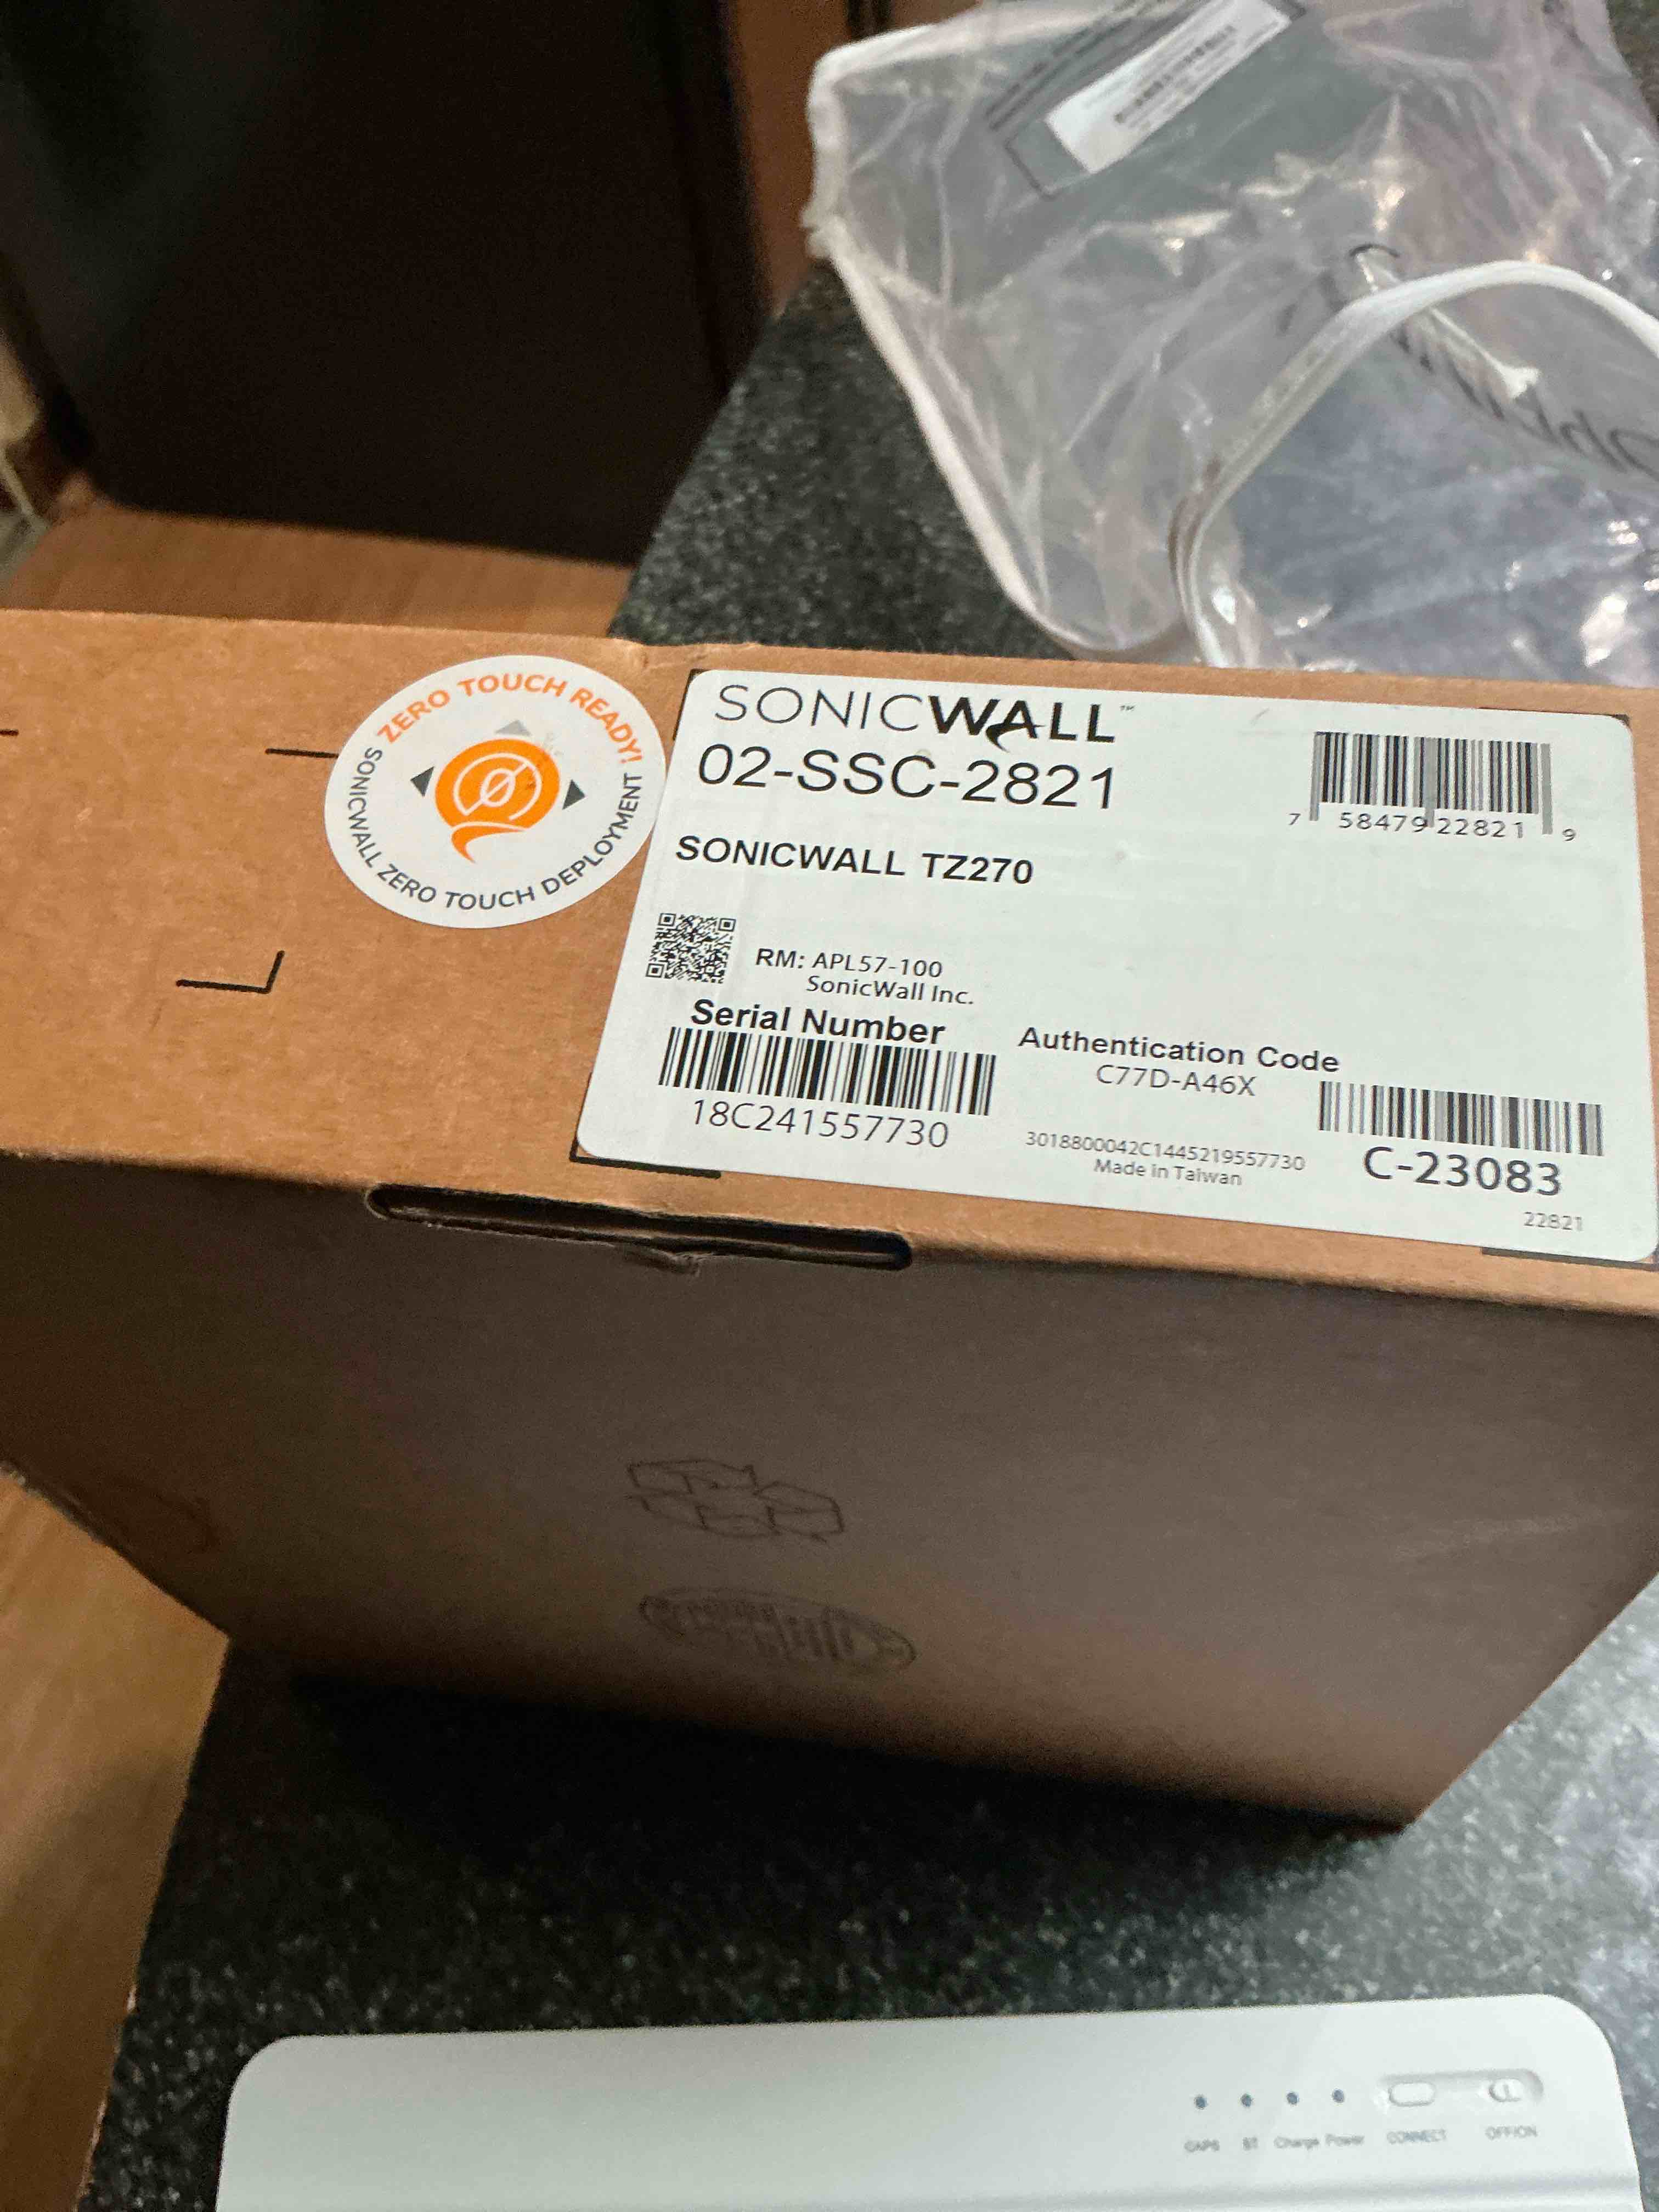 ZERO TOUCH READY!
SONICWALL ZERO TOUCH DEPLOYMENT
SONICWALL™
02-SSC-2821
7 58479 22821 9
SONICWALL TZ270
RM: APL57-100
SonicWall Inc.
Serial Number
18C241557730
Authentication Code
C77D-A46X
3018800042C1445219557730
Made in Taiwan
C-23083
22821
CAPS BT Charge Power CONNECT OFF/ON